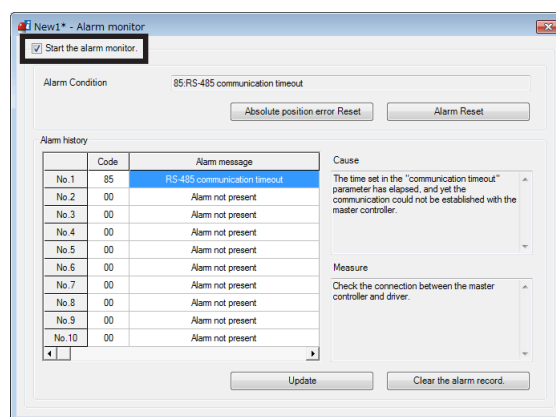 New1* - Alarm monitor
Start the alarm monitor.
Alarm Condition 85:RS-485 communication timeout
Absolute position error Reset Alarm Reset
Alarm history
Code Alarm message
No.1 85 RS-485 communication timeout
No.2 00 Alarm not present
No.3 00 Alarm not present
No.4 00 Alarm not present
No.5 00 Alarm not present
No.6 00 Alarm not present
No.7 00 Alarm not present
No.8 00 Alarm not present
No.9 00 Alarm not present
No.10 00 Alarm not present
Cause
The time set in the "communication timeout"
parameter has elapsed, and yet the
communication could not be established with the
master controller.
Measure
Check the connection between the master
controller and driver.
Update Clear the alarm record.